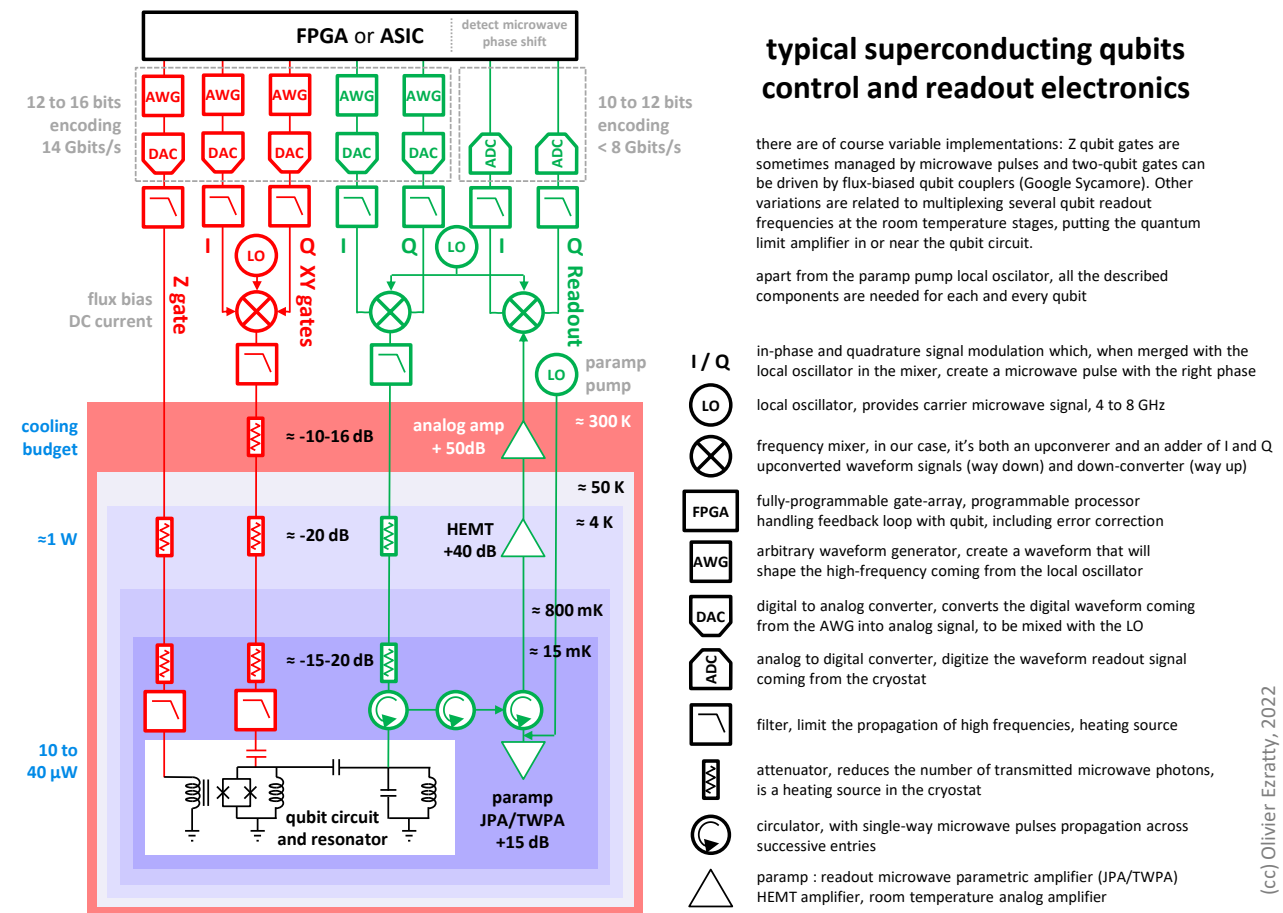 FPGA or ASIC
detect microwave
phase shift
AWG
AWG
AWG
AWG
AWG
12 to 16 bits
encoding
14 Gbits/s
10 to 12 bits
encoding
< 8 Gbits/s
DAC
DAC
DAC
DAC
DAC
ADC
ADC
I
Q
I
Q
I
Q
LO
LO
Z gate
XY gates
Readout
flux bias
DC current
LO
paramp
pump
cooling
budget
≈ -10-16 dB
analog amp
+ 50dB
≈ 300 K
≈ 50 K
≈1 W
≈ -20 dB
HEMT
+40 dB
≈ 4 K
≈ 800 mK
≈ -15-20 dB
≈ 15 mK
10 to
40 µW
qubit circuit
and resonator
paramp
JPA/TWPA
+15 dB
typical superconducting qubits
control and readout electronics
there are of course variable implementations: Z qubit gates are
sometimes managed by microwave pulses and two-qubit gates can
be driven by flux-biased qubit couplers (Google Sycamore). Other
variations are related to multiplexing several qubit readout
frequencies at the room temperature stages, putting the quantum
limit amplifier in or near the qubit circuit.
apart from the paramp pump local oscilator, all the described
components are needed for each and every qubit
I / Q
in-phase and quadrature signal modulation which, when merged with the
local oscillator in the mixer, create a microwave pulse with the right phase
LO
local oscillator, provides carrier microwave signal, 4 to 8 GHz
frequency mixer, in our case, it's both an upconverer and an adder of I and Q
upconverted waveform signals (way down) and down-converter (way up)
FPGA
fully-programmable gate-array, programmable processor
handling feedback loop with qubit, including error correction
AWG
arbitrary waveform generator, create a waveform that will
shape the high-frequency coming from the local oscillator
DAC
digital to analog converter, converts the digital waveform coming
from the AWG into analog signal, to be mixed with the LO
ADC
analog to digital converter, digitize the waveform readout signal
coming from the cryostat
filter, limit the propagation of high frequencies, heating source
attenuator, reduces the number of transmitted microwave photons,
is a heating source in the cryostat
circulator, with single-way microwave pulses propagation across
successive entries
paramp : readout microwave parametric amplifier (JPA/TWPA)
HEMT amplifier, room temperature analog amplifier
(cc) Olivier Ezratty, 2022